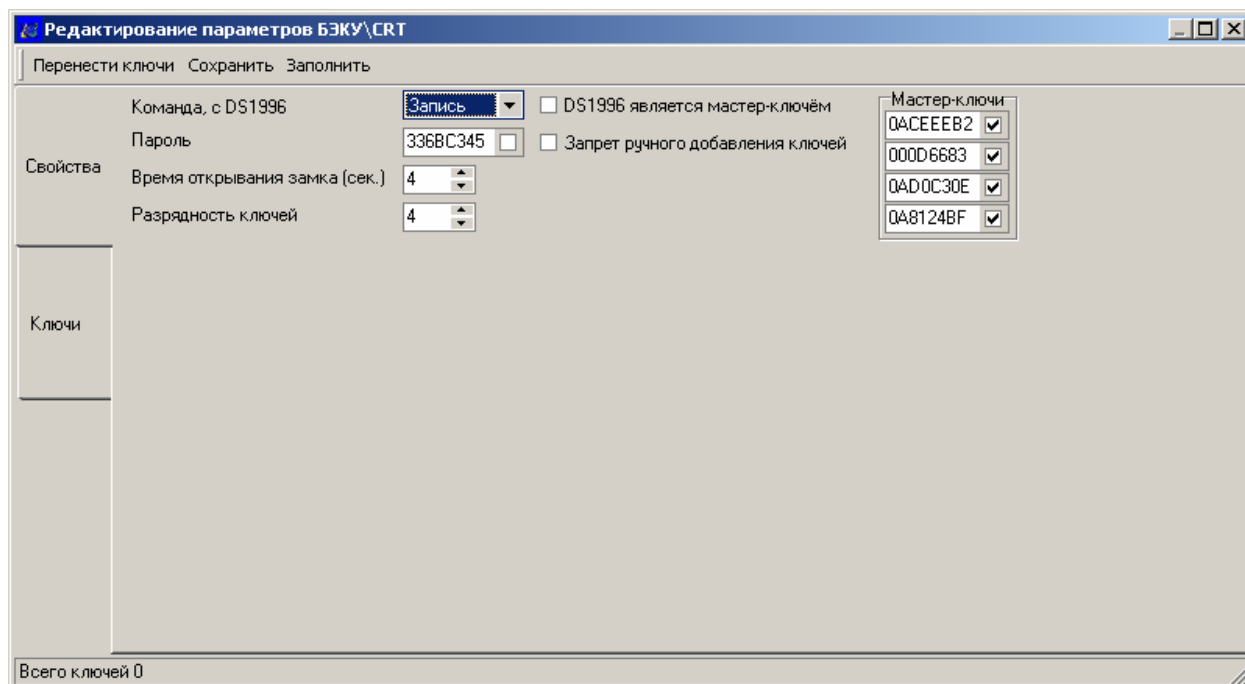 Редактирование параметров БЭКУ\CRT
Перенести ключи Сохранить Заполнить
Свойства
Ключи
Команда, с DS1996 Запись
Пароль 336BC345
Время открывания замка (сек.) 4
Разрядность ключей 4
DS1996 является мастер-ключём
Запрет ручного добавления ключей
Мастер-ключи
0ACEEEB2
000D6683
0AD0C30E
0A8124BF
Всего ключей 0